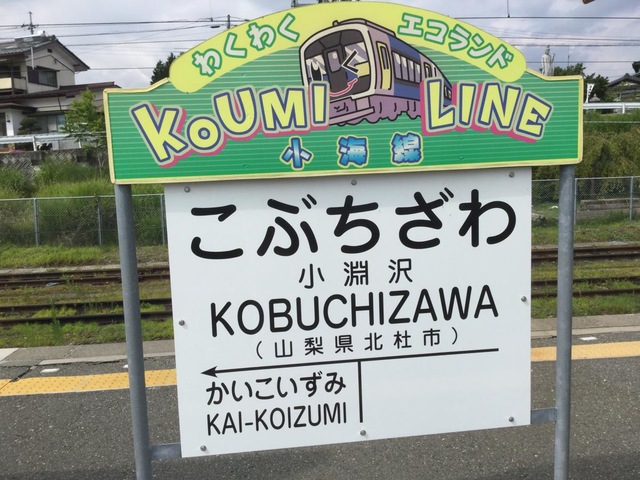 わくわく エコランド
KOUMI LINE
小海線
こぶちざわ
小淵沢
KOBUCHIZAWA
(山梨県北杜市)
かいこいずみ
KAI-KOIZUMI